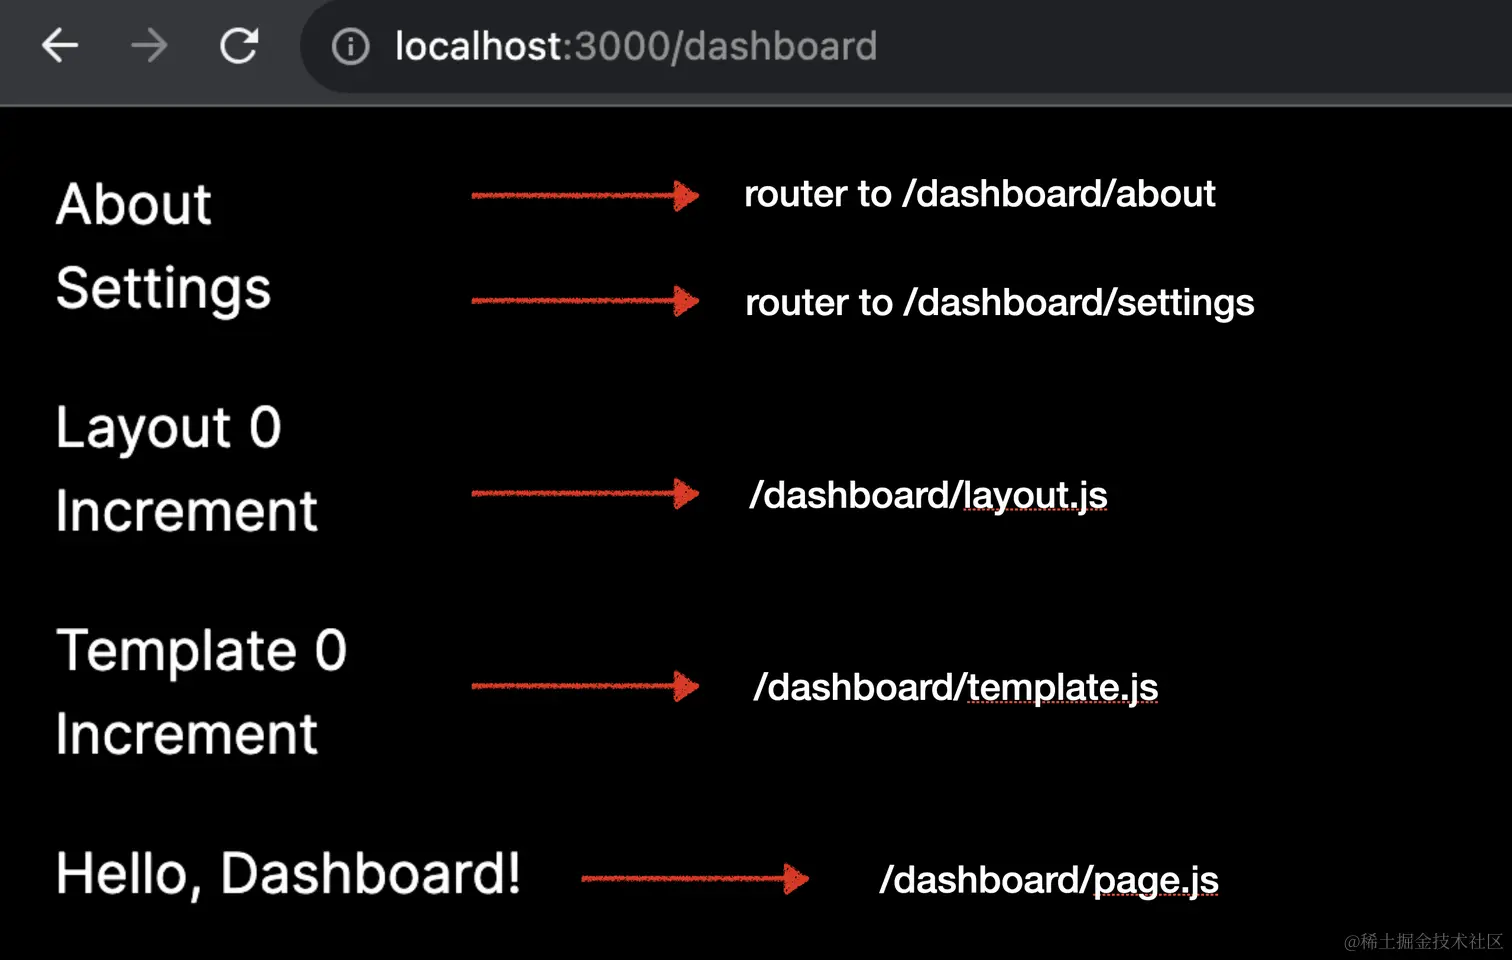 localhost:3000/dashboard
About
router to /dashboard/about
Settings
router to /dashboard/settings
Layout 0
Increment
/dashboard/layout.js
Template 0
Increment
/dashboard/template.js
Hello, Dashboard!
/dashboard/page.js
@稀土掘金技术社区